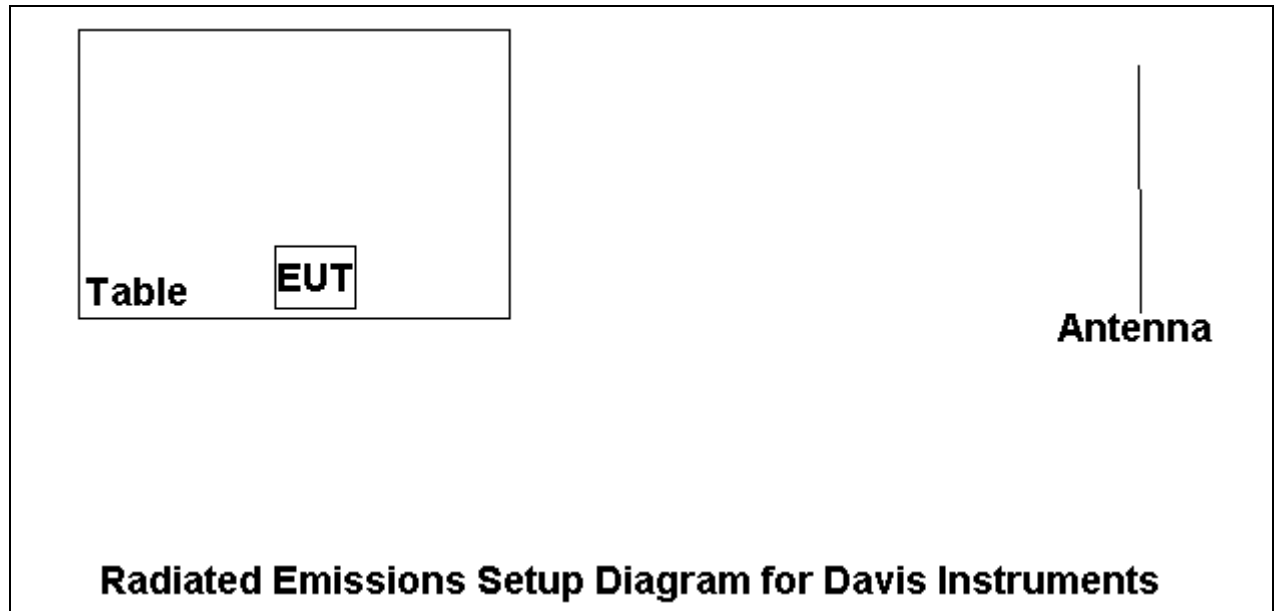 EUT
Table
Antenna
Radiated Emissions Setup Diagram for Davis Instruments